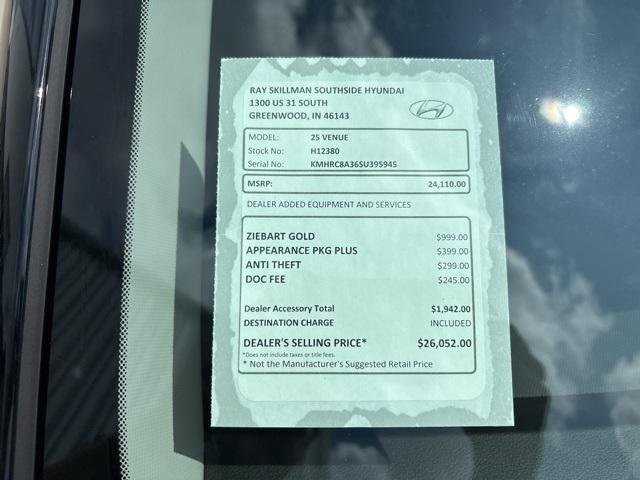 RAY SKILLMAN SOUTHSIDE HYUNDAI
1300 US 31 SOUTH
GREENWOOD, IN 46143
MODEL: 25 VENUE
Stock No: H12380
Serial No: KMHRC8A36SU395945
MSRP: 24,110.00
DEALER ADDED EQUIPMENT AND SERVICES
ZIEBART GOLD $999.00
APPEARANCE PKG PLUS $399.00
ANTI THEFT $299.00
DOC FEE $245.00
Dealer Accessory Total $1,942.00
DESTINATION CHARGE INCLUDED
DEALER'S SELLING PRICE* $26,052.00
*Does not include taxes or title fees.
* Not the Manufacturer's Suggested Retail Price